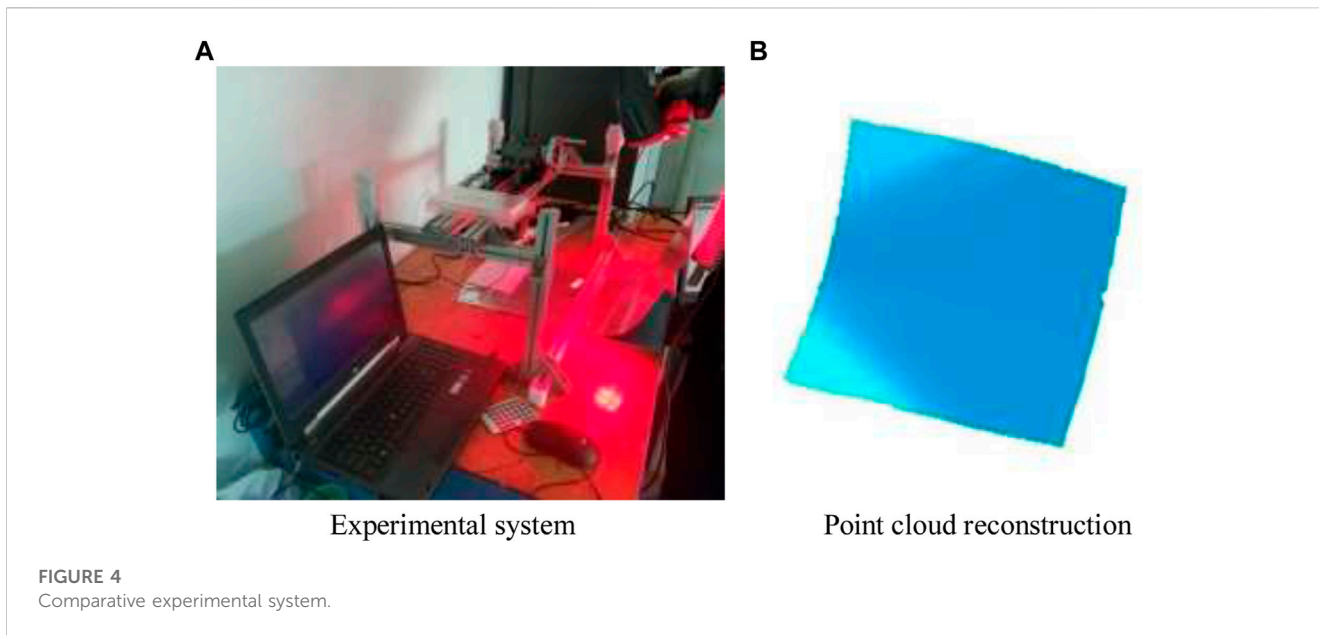 A
B
Experimental system
Point cloud reconstruction
FIGURE 4
Comparative experimental system.